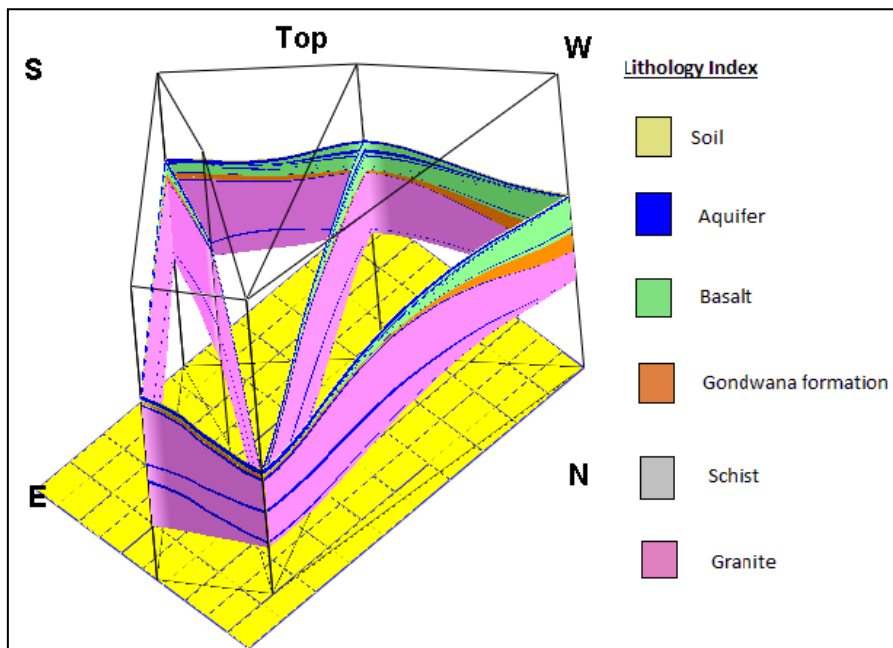 Top
S
W
E
N
Lithology Index
Soil
Aquifer
Basalt
Gondwana formation
Schist
Granite